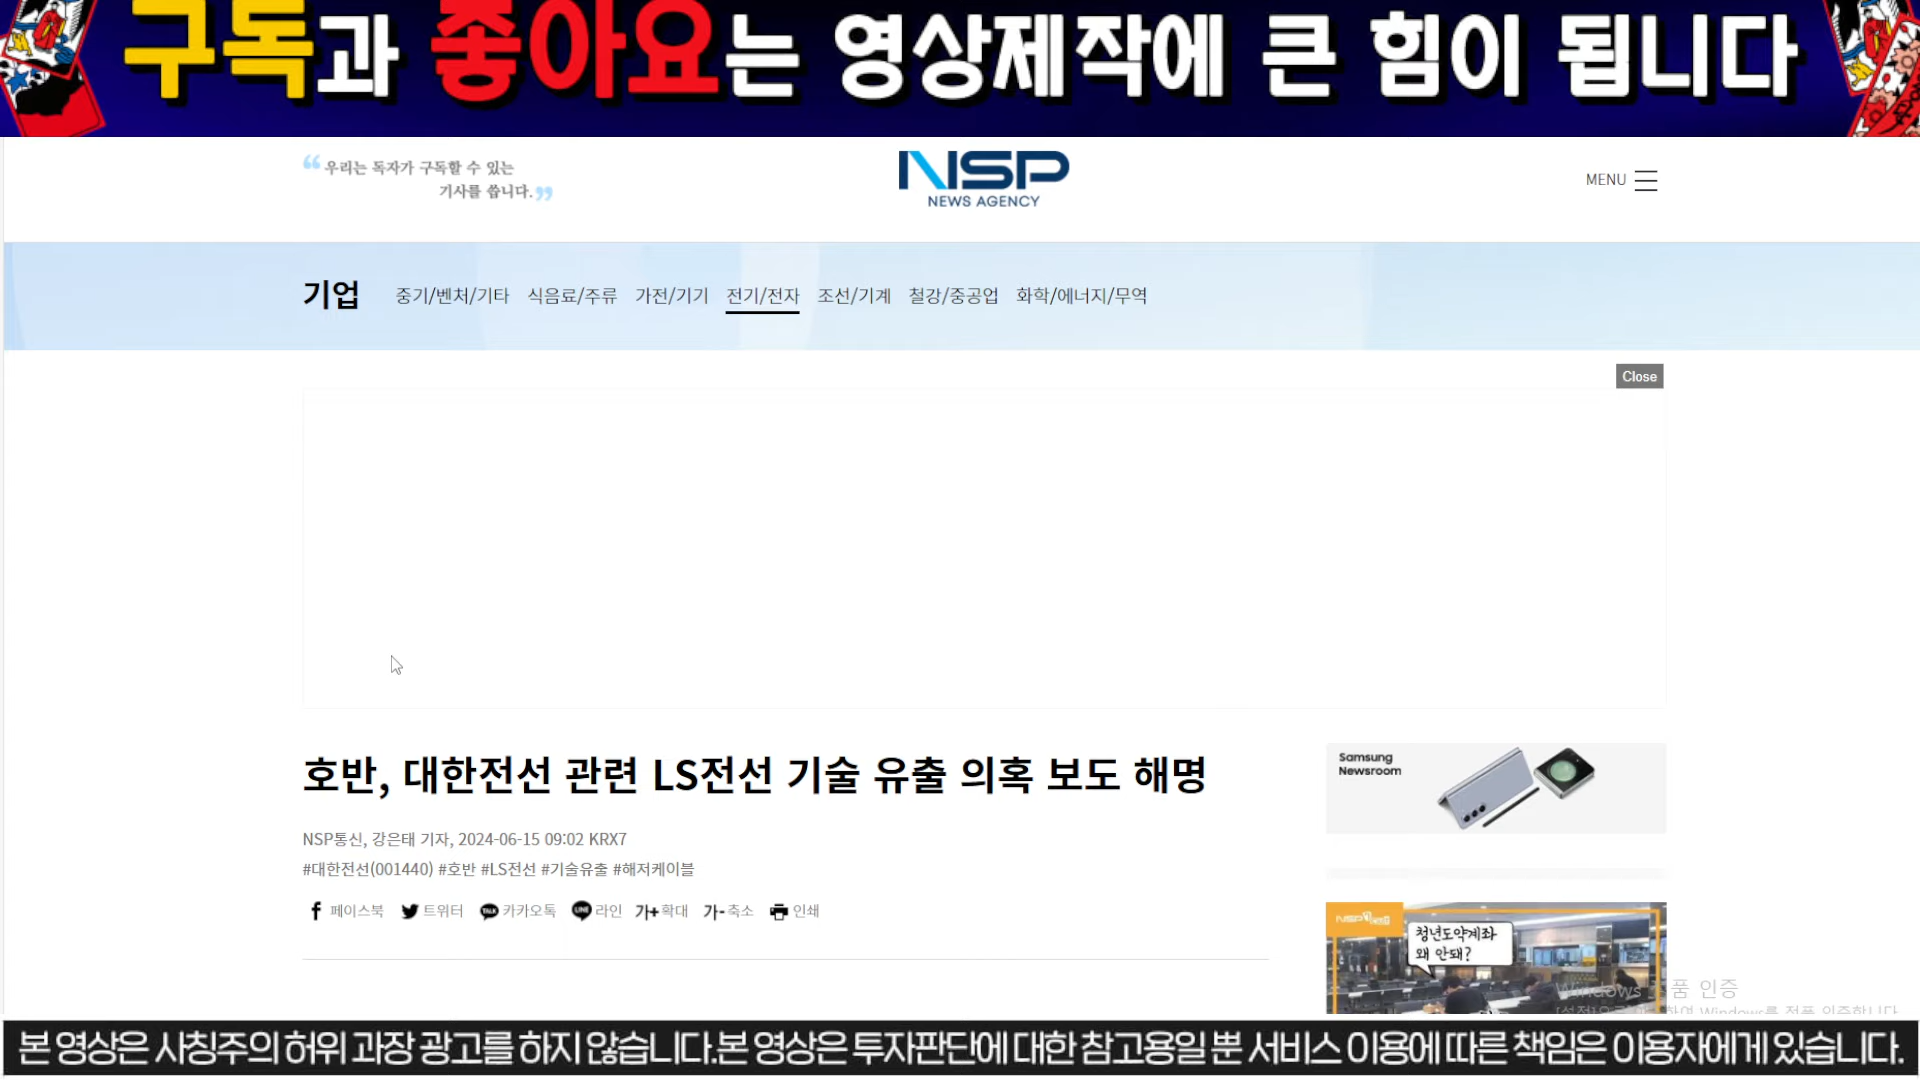 구독과 좋아요는 영상제작에 큰 힘이 됩니다
“우리는 독자가 구독할 수 있는
기사를 씁니다.”
NSP
NEWS AGENCY
MENU
기업 중기/벤처/기타 식음료/주류 가전/기기 전기/전자 조선/기계 철강/중공업 화학/에너지/무역
Close
호반, 대한전선 관련 LS전선 기술 유출 의혹 보도 해명
NSP통신, 강은태 기자, 2024-06-15 09:02 KRX7
#대한전선(001440) #호반 #LS전선 #기술유출 #해저케이블
페이스북 트위터 TALK 카카오톡 LINE 라인 가+확대 가-축소 인쇄
Samsung
Newsroom
청년도약계좌
왜 안돼?
Windows 정품 인증
본 영상은 사칭주의 허위 과장 광고를 하지 않습니다.본 영상은 투자판단에 대한 참고용일 뿐 서비스 이용에 따른 책임은 이용자에게 있습니다.